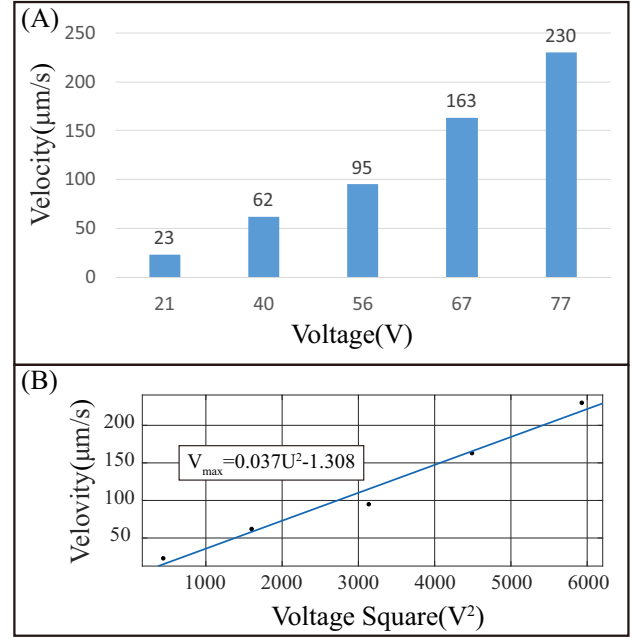 (A)
Velocity(μm/s)
250
200
150
100
50
0
23
62
95
163
230
21 40 56 67 77
Voltage(V)
(B)
Velovity(μm/s)
200
150
100
50
Vmax=0.037U²-1.308
1000 2000 3000 4000 5000 6000
Voltage Square(V²)